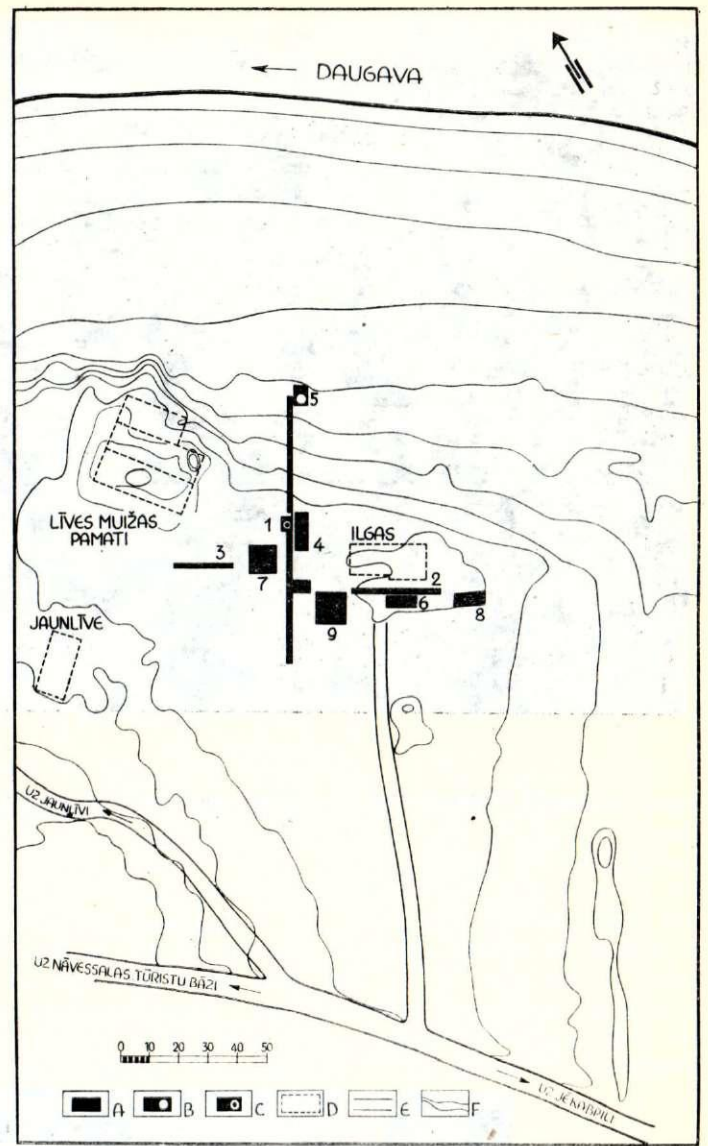 ← DAUGAVA
5
LĪVES MUIŽAS
PAMATI
1
4
ILGAS
3
7
2
6
8
9
JAUNLĪVE
UZ JAUNLĪVI
UZ NĀVESSALAS TŪRISTU BĀZI
0 10 20 30 40 50
UZ JĒKABPILI
A B C D E F